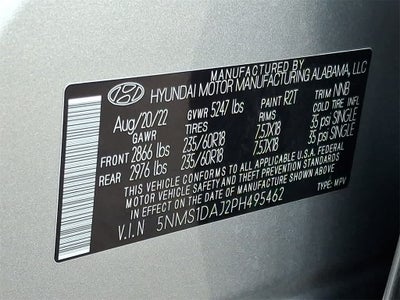 MANUFACTURED BY
HYUNDAI MOTOR MANUFACTURING ALABAMA, LLC
Aug/20/22 GVWR 5247 lbs PAINT R2T TRIM NNB
GAWR TIRES RIMS COLD TIRE INFL
FRONT 2866 lbs 235/60R18 7.5JX18 35 psi SINGLE
REAR 2976 lbs 235/60R18 7.5JX18 35 psi SINGLE
THIS VEHICLE CONFORMS TO ALL APPLICABLE U.S.A. FEDERAL
MOTOR VEHICLE SAFETY AND THEFT PREVENTION STANDARDS
IN EFFECT ON THE DATE OF MANUFACTURE SHOWN ABOVE.
V.I.N 5NMS1DAJ2PH495462 TYPE: MPV